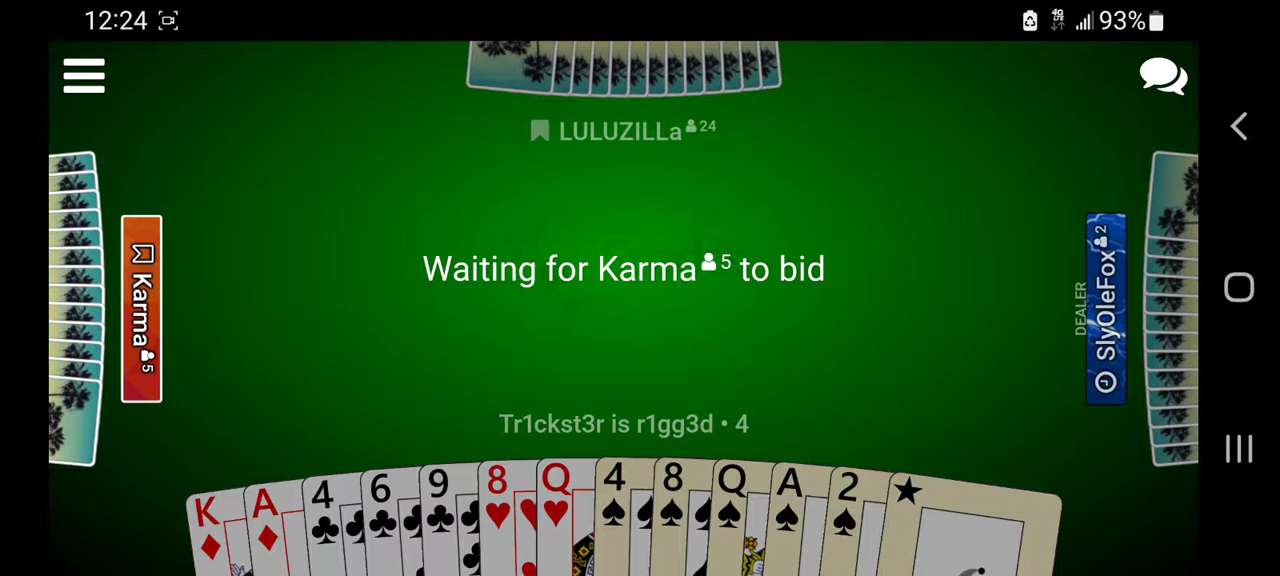 12:24
4G
93%
LULUZILLa 24
Karma 5
Waiting for Karma 5 to bid
DEALER
SlyOleFox 2
Tr1ckst3r is r1gg3d • 4
K A 4 6 9 8 Q 4 8 Q A 2